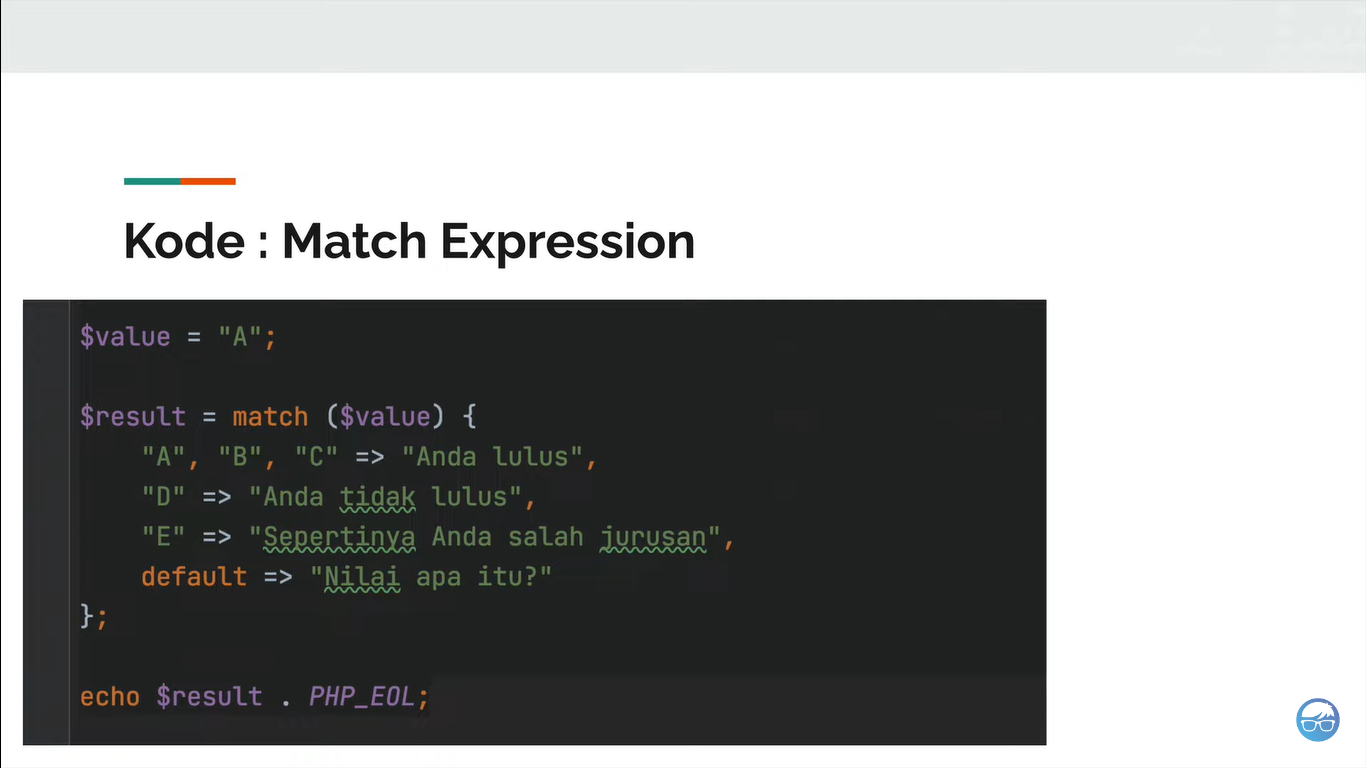 Kode : Match Expression
$value = "A";
$result = match ($value) {
"A", "B", "C" => "Anda lulus",
"D" => "Anda tidak lulus",
"E" => "Sepertinya Anda salah jurusan",
default => "Nilai apa itu?"
};
echo $result . PHP_EOL;